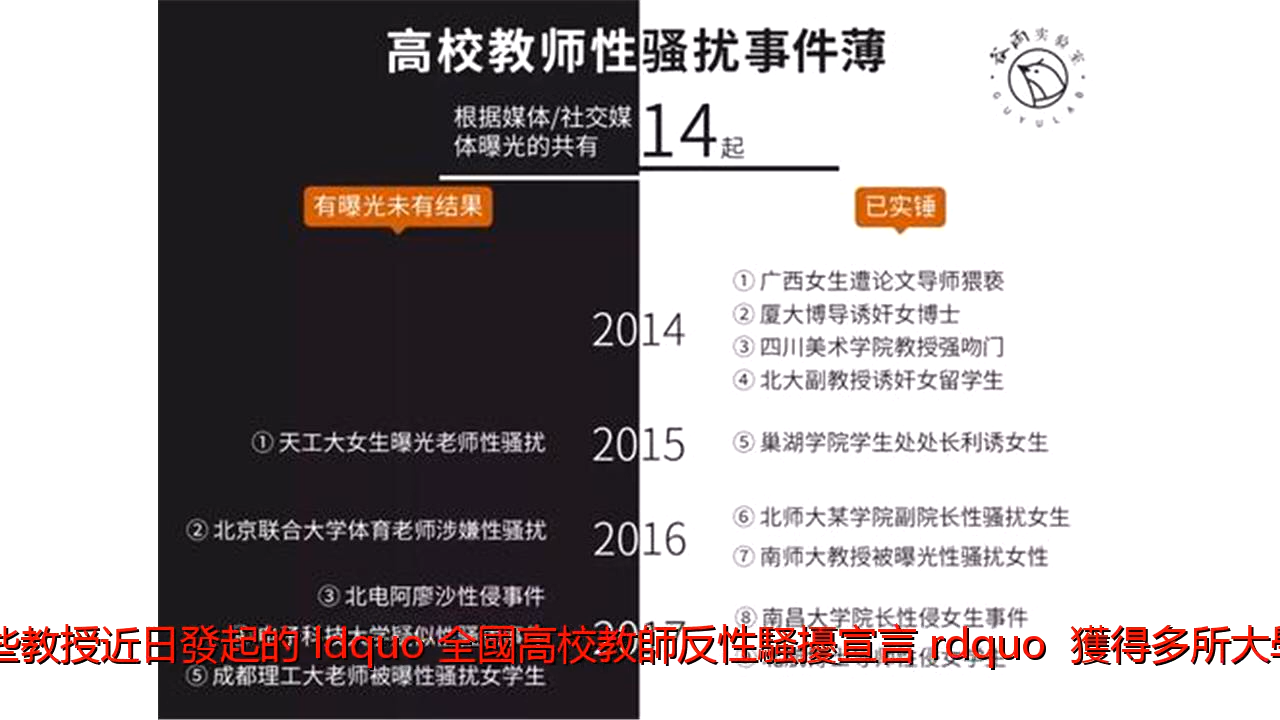 高校教师性骚扰事件薄
谷雨实验室
GUYULAB
根据媒体/社交媒
体曝光的共有
14起
有曝光未有结果
已实锤
2014
①广西女生遭论文导师猥亵
②厦大博导诱奸女博士
③四川美术学院教授强吻门
④北大副教授诱奸女留学生
①天工大女生曝光老师性骚扰
2015
⑤巢湖学院学生处处长利诱女生
②北京联合大学体育老师涉嫌性骚扰
2016
⑥北师大某学院副院长性骚扰女生
⑦南师大教授被曝光性骚扰女性
③北电阿廖沙性侵事件
2017
⑧南昌大学院长性侵女生事件
些教授近日發起的 ldquo 全國高校教師反性騷擾宣言 rdquo 獲得多所大學
⑤成都理工大老师被曝性骚扰女学生